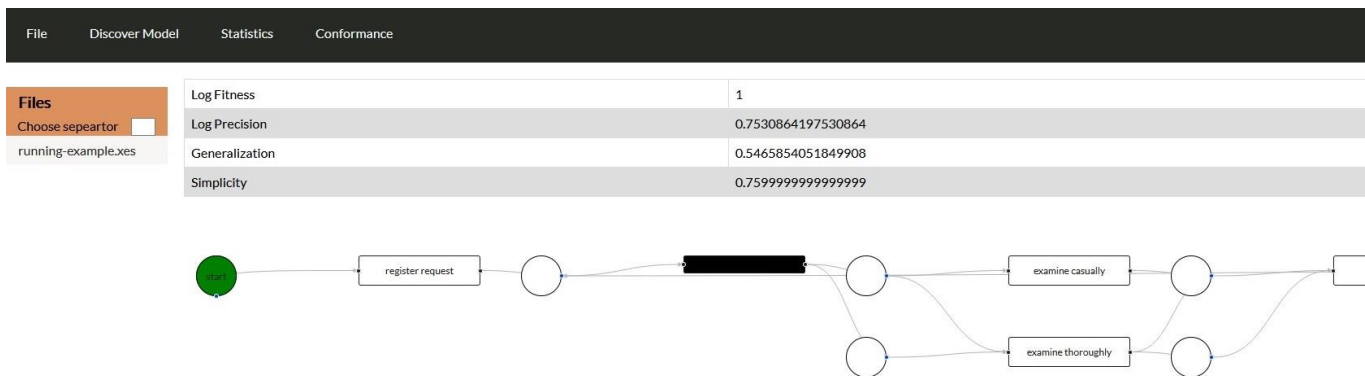 File Discover Model Statistics Conformance
Files
Choose sepeartor
running-example.xes
Log Fitness 1
Log Precision 0.7530864197530864
Generalization 0.5465854051849908
Simplicity 0.7599999999999999
start register request examine casually
examine thoroughly